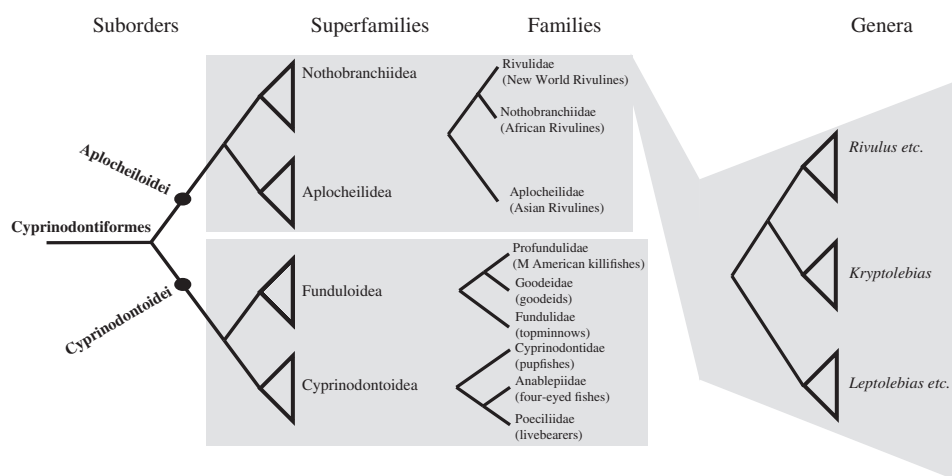 Suborders Superfamilies Families Genera
Rivulidae
(New World Rivulines)
Nothobranchiidea
Nothobranchiidae
(African Rivulines)
Rivulus etc.
Aplocheiloidei
Aplocheilidea
Aplocheilidae
(Asian Rivulines)
Cyprinodontiformes
Profundulidae
(M American killifishes)
Kryptolebias
Goodeidae
(goodeids)
Funduloidea
Fundulidae
(topminnows)
Cyprinodontoidei
Cyprinodontidae
(pupfishes)
Cyprinodontoidea
Anablepiidae
(four-eyed fishes)
Leptolebias etc.
Poeciliidae
(livebearers)